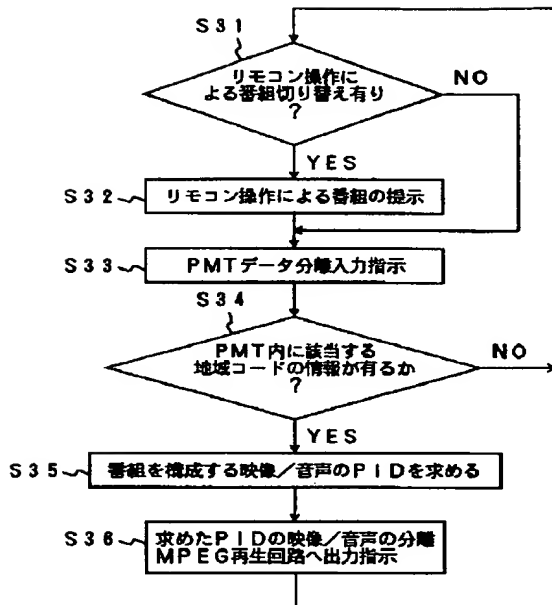 S31
リモコン操作に
よる番組切り替え有り
?
NO
YES
S32
リモコン操作による番組の提示
S33
PMTデータ分離入力指示
S34
PMT内に該当する
地域コードの情報が有るか
?
NO
YES
S35
番組を構成する映像/音声のPIDを求める
S36
求めたPIDの映像/音声の分離
MPEG再生回路へ出力指示